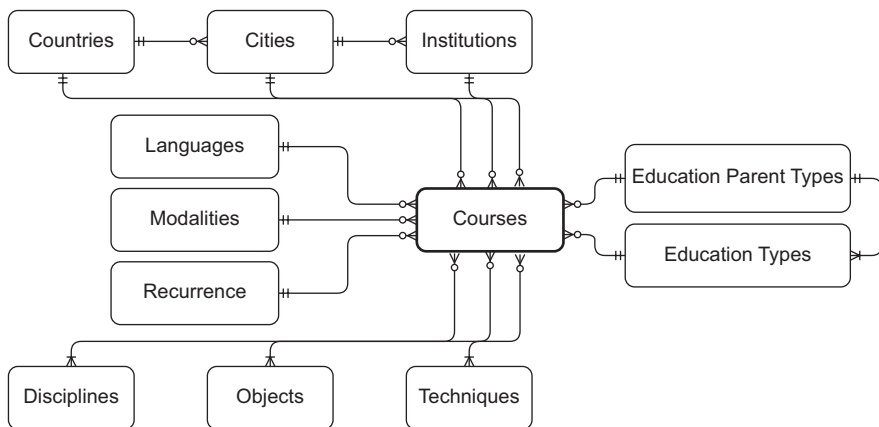 Countries
Cities
Institutions
Languages
Education Parent Types
Modalities
Courses
Education Types
Recurrence
Disciplines
Objects
Techniques